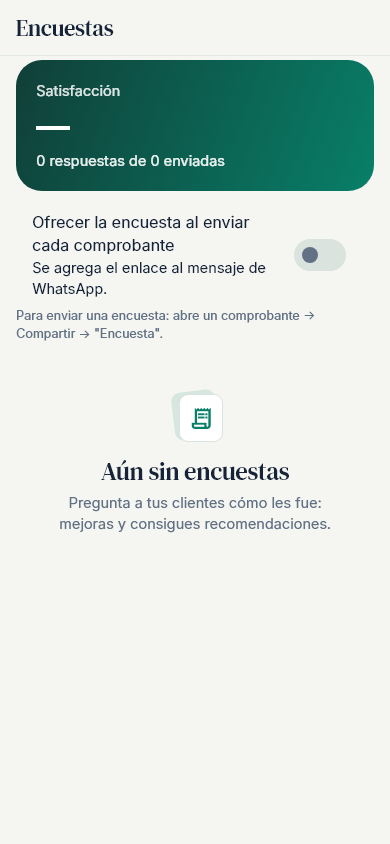 Encuestas
Satisfacción
—
0 respuestas de 0 enviadas
Ofrecer la encuesta al enviar
cada comprobante
Se agrega el enlace al mensaje de
WhatsApp.
Para enviar una encuesta: abre un comprobante →
Compartir → "Encuesta".
Aún sin encuestas
Pregunta a tus clientes cómo les fue:
mejoras y consigues recomendaciones.